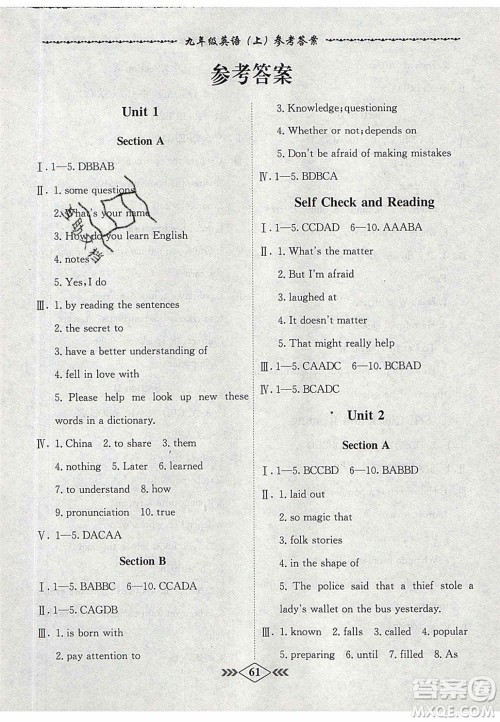 九年级英语（上）参考答案
参考答案
Unit 1
Section A
Ⅰ. 1—5. DBBAB
Ⅱ. 1. some questions
2. What's your name
3. How do you learn English
4. notes
5. Yes, I do
Ⅲ. 1. by reading the sentences
2. the secret to
3. have a better understanding of
4. fell in love with
5. Please help me look up new these
words in a dictionary.
Ⅳ. 1. China 2. to share 3. them
4. nothing 5. Later 6. learned
7. to understand 8. for
9. pronunciation 10. tried
Ⅴ. 1—5. DACAA
Section B
Ⅰ. 1—5. BABBC 6—10. CCADA
Ⅱ. 1—5. CAGDB
Ⅲ. 1. is born with
2. pay attention to
3. Knowledge; questioning
4. Whether or not; depends on
5. Don't be afraid of making mistakes
Ⅳ. 1—5. BDBCA
Self Check and Reading
Ⅰ. 1—5. CCDAD 6—10. AAABA
Ⅱ. 1. What's the matter
2. But I'm afraid
3. laughed at
4. In fact
5. That might really help
Ⅲ. 1—5. CAADC 6—10. BCBAD
Ⅳ. 1—5. BCADC
Unit 2
Section A
Ⅰ. 1—5. BCCBD 6—10. BABBD
Ⅱ. 1. laid out
2. so magic that
3. folk stories
4. in the shape of
5. The police said that a thief stole a
lady's wallet on the bus yesterday.
Ⅲ. 1. known 2. falls 3. called 4. popular
5. preparing 6. until 7. spend 8. As
61
答案圈
MXQE.COM